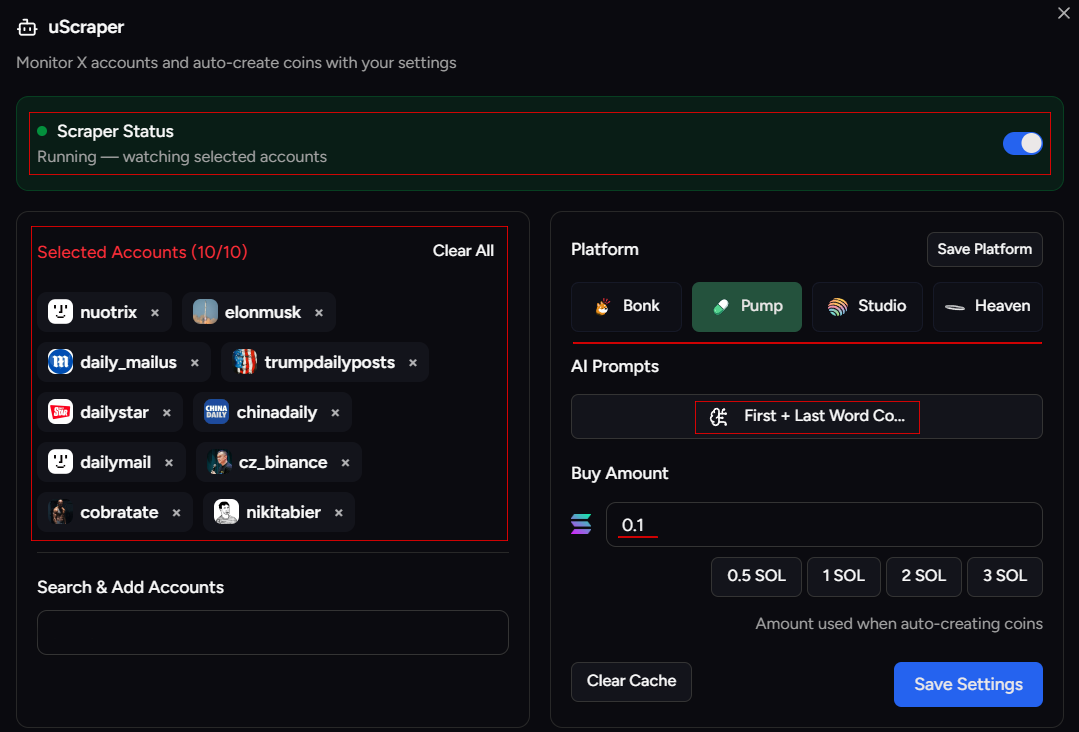 uScraper
Monitor X accounts and auto-create coins with your settings
Scraper Status
Running — watching selected accounts
Selected Accounts (10/10)
Clear All
nuotrix ×
elonmusk ×
daily_mailus ×
trumpdailyposts ×
dailystar ×
chinadaily ×
dailymail ×
cz_binance ×
cobratate ×
nikitabier ×
Search & Add Accounts
Platform
Save Platform
Bonk
Pump
Studio
Heaven
AI Prompts
First + Last Word Co...
Buy Amount
0.1
0.5 SOL
1 SOL
2 SOL
3 SOL
Amount used when auto-creating coins
Clear Cache
Save Settings